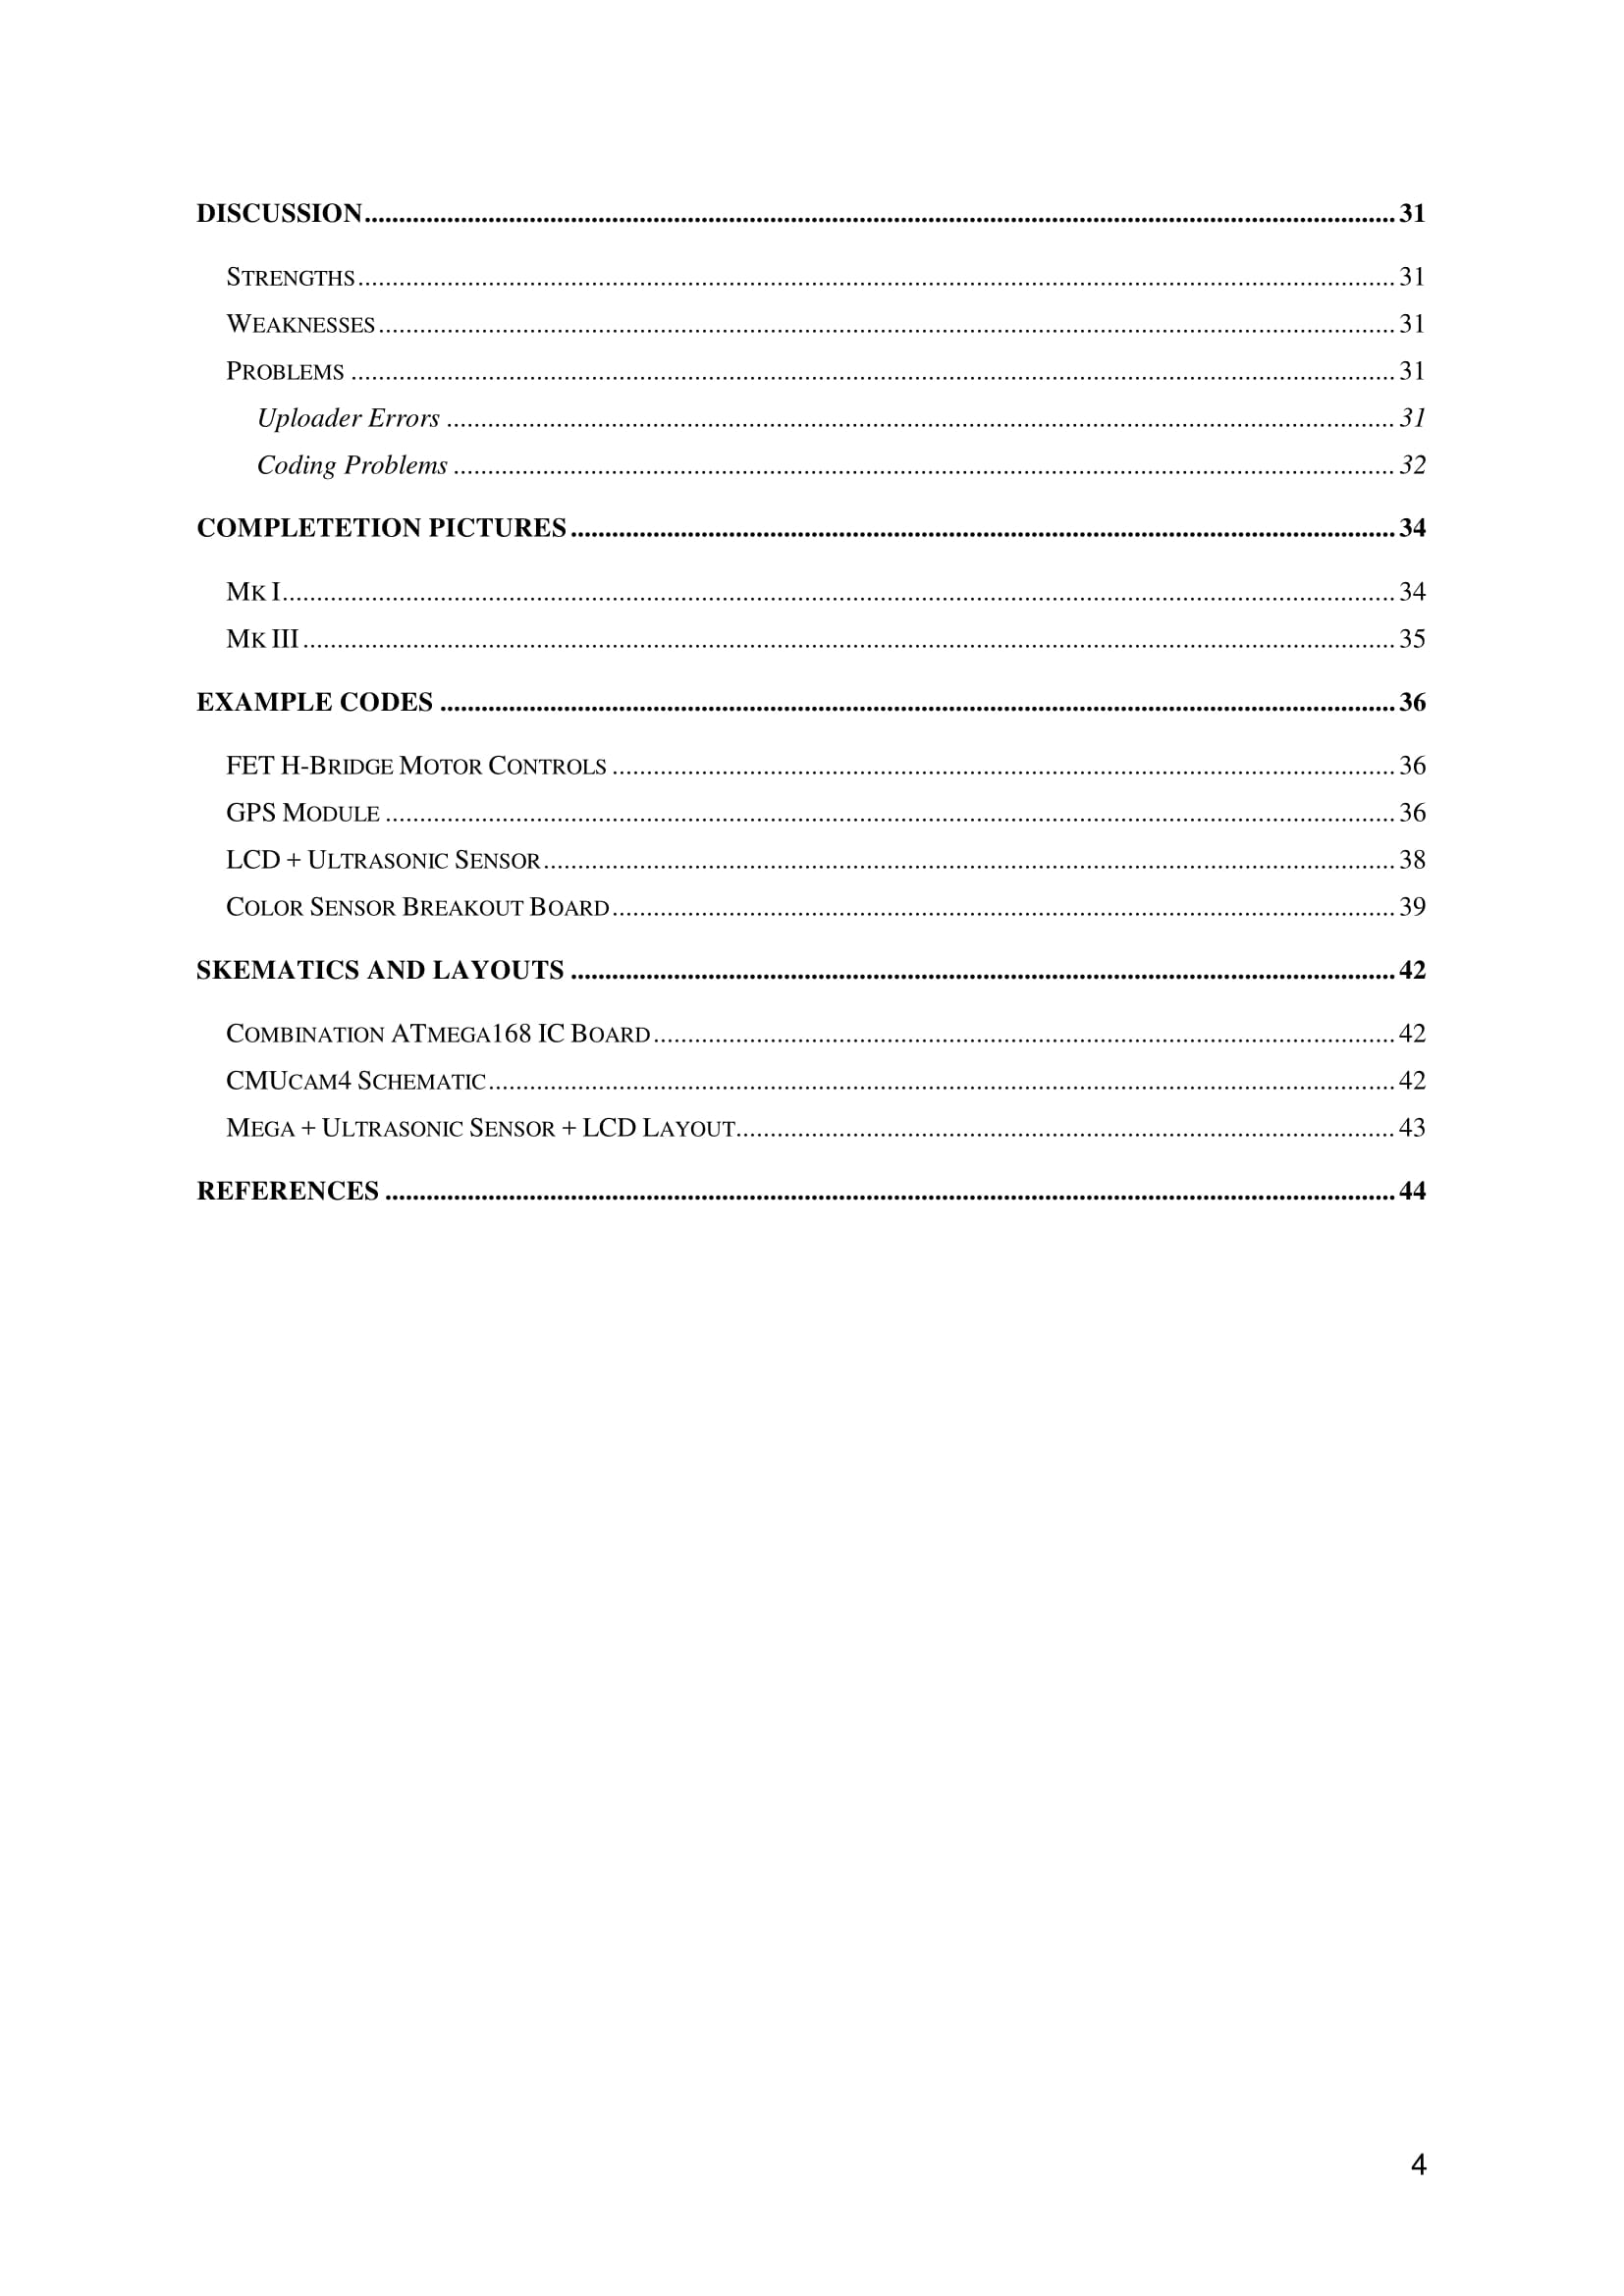 DISCUSSION 31
STRENGTHS 31
WEAKNESSES 31
PROBLEMS 31
Uploader Errors 31
Coding Problems 32
COMPLETETION PICTURES 34
MK I 34
MK III 35
EXAMPLE CODES 36
FET H-BRIDGE MOTOR CONTROLS 36
GPS MODULE 36
LCD + ULTRASONIC SENSOR 38
COLOR SENSOR BREAKOUT BOARD 39
SKEMATICS AND LAYOUTS 42
COMBINATION ATMEGA168 IC BOARD 42
CMUCAM4 SCHEMATIC 42
MEGA + ULTRASONIC SENSOR + LCD LAYOUT 43
REFERENCES 44
4